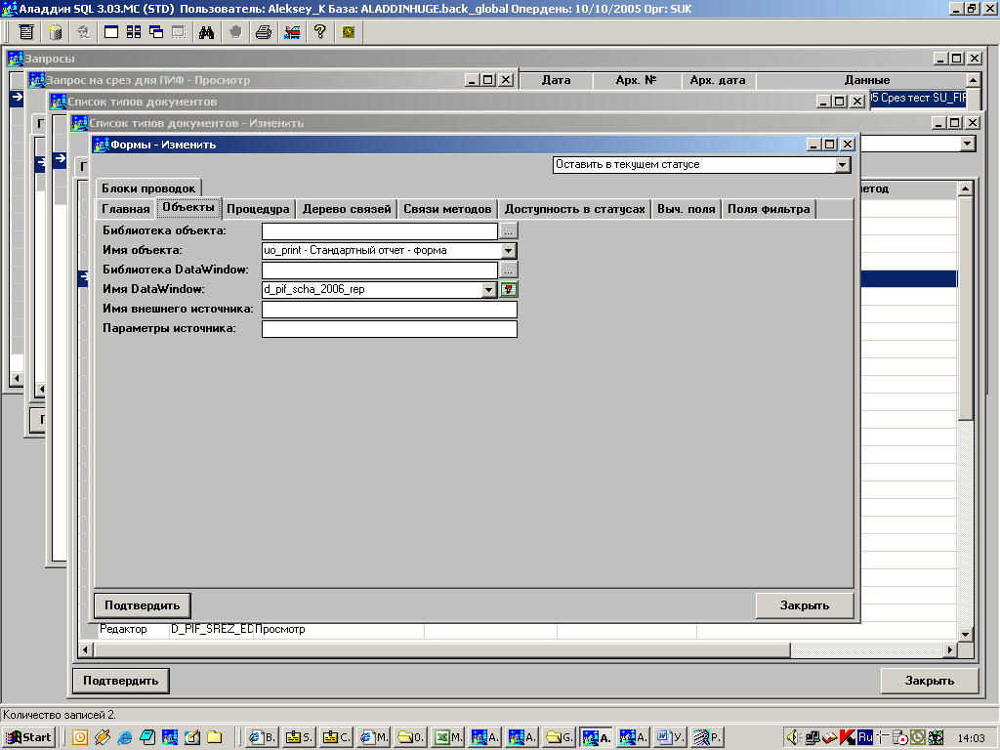 Аладдин SQL 3.03.MC (STD) Пользователь: Aleksey_K База: ALADDINHUGE.back_global Опердень: 10/10/2005 Орг: SUK
Запросы
Запрос на срез для ПИФ - Просмотр
Дата Арх. № Арх. дата Данные
Список типов документов
Срез тест SU_FIF
Список типов документов - Изменить
Формы - Изменить
Оставить в текущем статусе
Блоки проводок
Главная Объекты Процедура Дерево связей Связи методов Доступность в статусах Выч. поля Поля фильтра
Библиотека объекта:
Имя объекта: uo_print - Стандартный отчет - форма
Библиотека DataWindow:
Имя DataWindow: d_pif_scha_2006_rep
Имя внешнего источника:
Параметры источника:
Подтвердить Закрыть
Редактор D_PIF_SREZ_ED Просмотр
Подтвердить Закрыть
Количество записей 2.
Start В. S. С. М. 0. М. А. А. G. А. А. У. Р. Ru 14:03